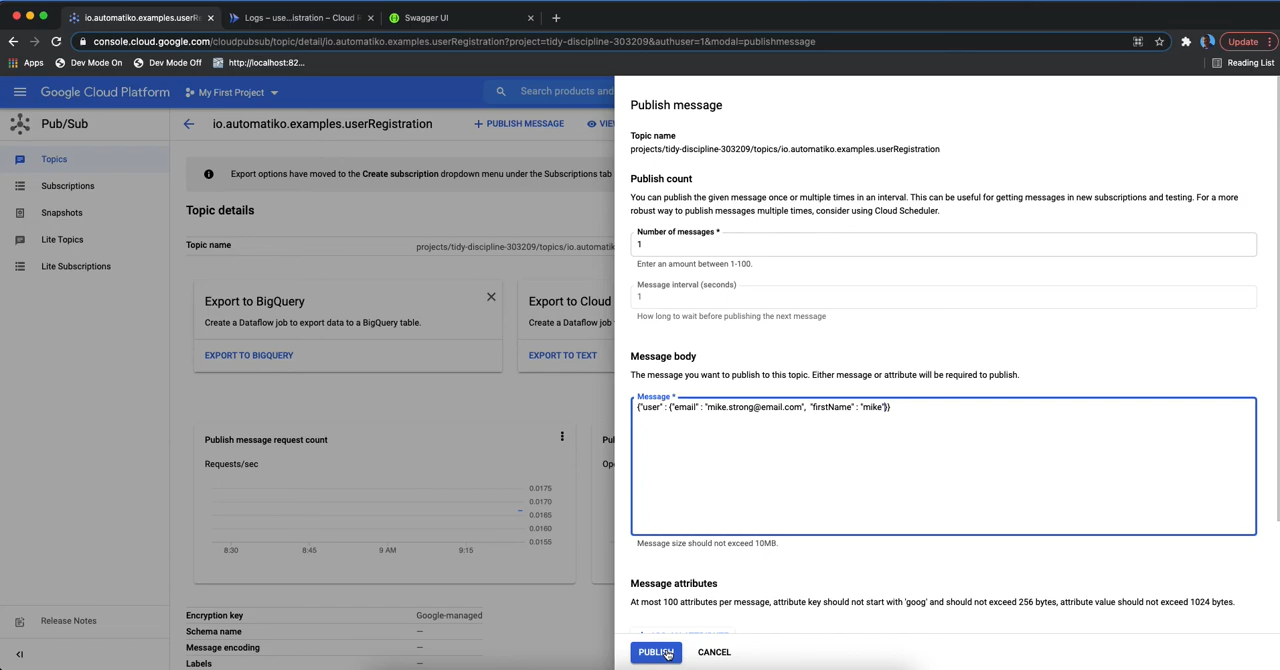 io.automatiko.examples.userRe
Logs – use...istration – Cloud R
Swagger UI
console.cloud.google.com/cloudpubsub/topic/detail/io.automatiko.examples.userRegistration?project=tidy-discipline-303209&authuser=1&modal=publishmessage
Update
Apps
Dev Mode On
Dev Mode Off
http://localhost:82...
Reading List
Google Cloud Platform
My First Project
Search products and
Pub/Sub
io.automatiko.examples.userRegistration
PUBLISH MESSAGE
VIE
Topics
Subscriptions
Snapshots
Lite Topics
Lite Subscriptions
Release Notes
Export options have moved to the Create subscription dropdown menu under the Subscriptions tab
Topic details
Topic name
projects/tidy-discipline-303209/topics/io.automatik
Export to BigQuery
Create a Dataflow job to export data to a BigQuery table.
EXPORT TO BIGQUERY
Export to Cloud
Create a Dataflow job
EXPORT TO TEXT
Publish message request count
Requests/sec
0.0175
0.0170
0.0165
0.0160
0.0155
8:30
8:45
9 AM
9:15
Pu
Op
Encryption key
Google-managed
Schema name
—
Message encoding
—
Labels
—
Publish message
Topic name
projects/tidy-discipline-303209/topics/io.automatiko.examples.userRegistration
Publish count
You can publish the given message once or multiple times in an interval. This can be useful for getting messages in new subscriptions and testing. For a more
robust way to publish messages multiple times, consider using Cloud Scheduler.
Number of messages *
1
Enter an amount between 1-100.
Message interval (seconds)
1
How long to wait before publishing the next message
Message body
The message you want to publish to this topic. Either message or attribute will be required to publish.
Message *
{"user" : {"email" : "mike.strong@email.com", "firstName" : "mike"}}
Message size should not exceed 10MB.
Message attributes
At most 100 attributes per message, attribute key should not start with 'goog' and should not exceed 256 bytes, attribute value should not exceed 1024 bytes.
PUBLISH
CANCEL